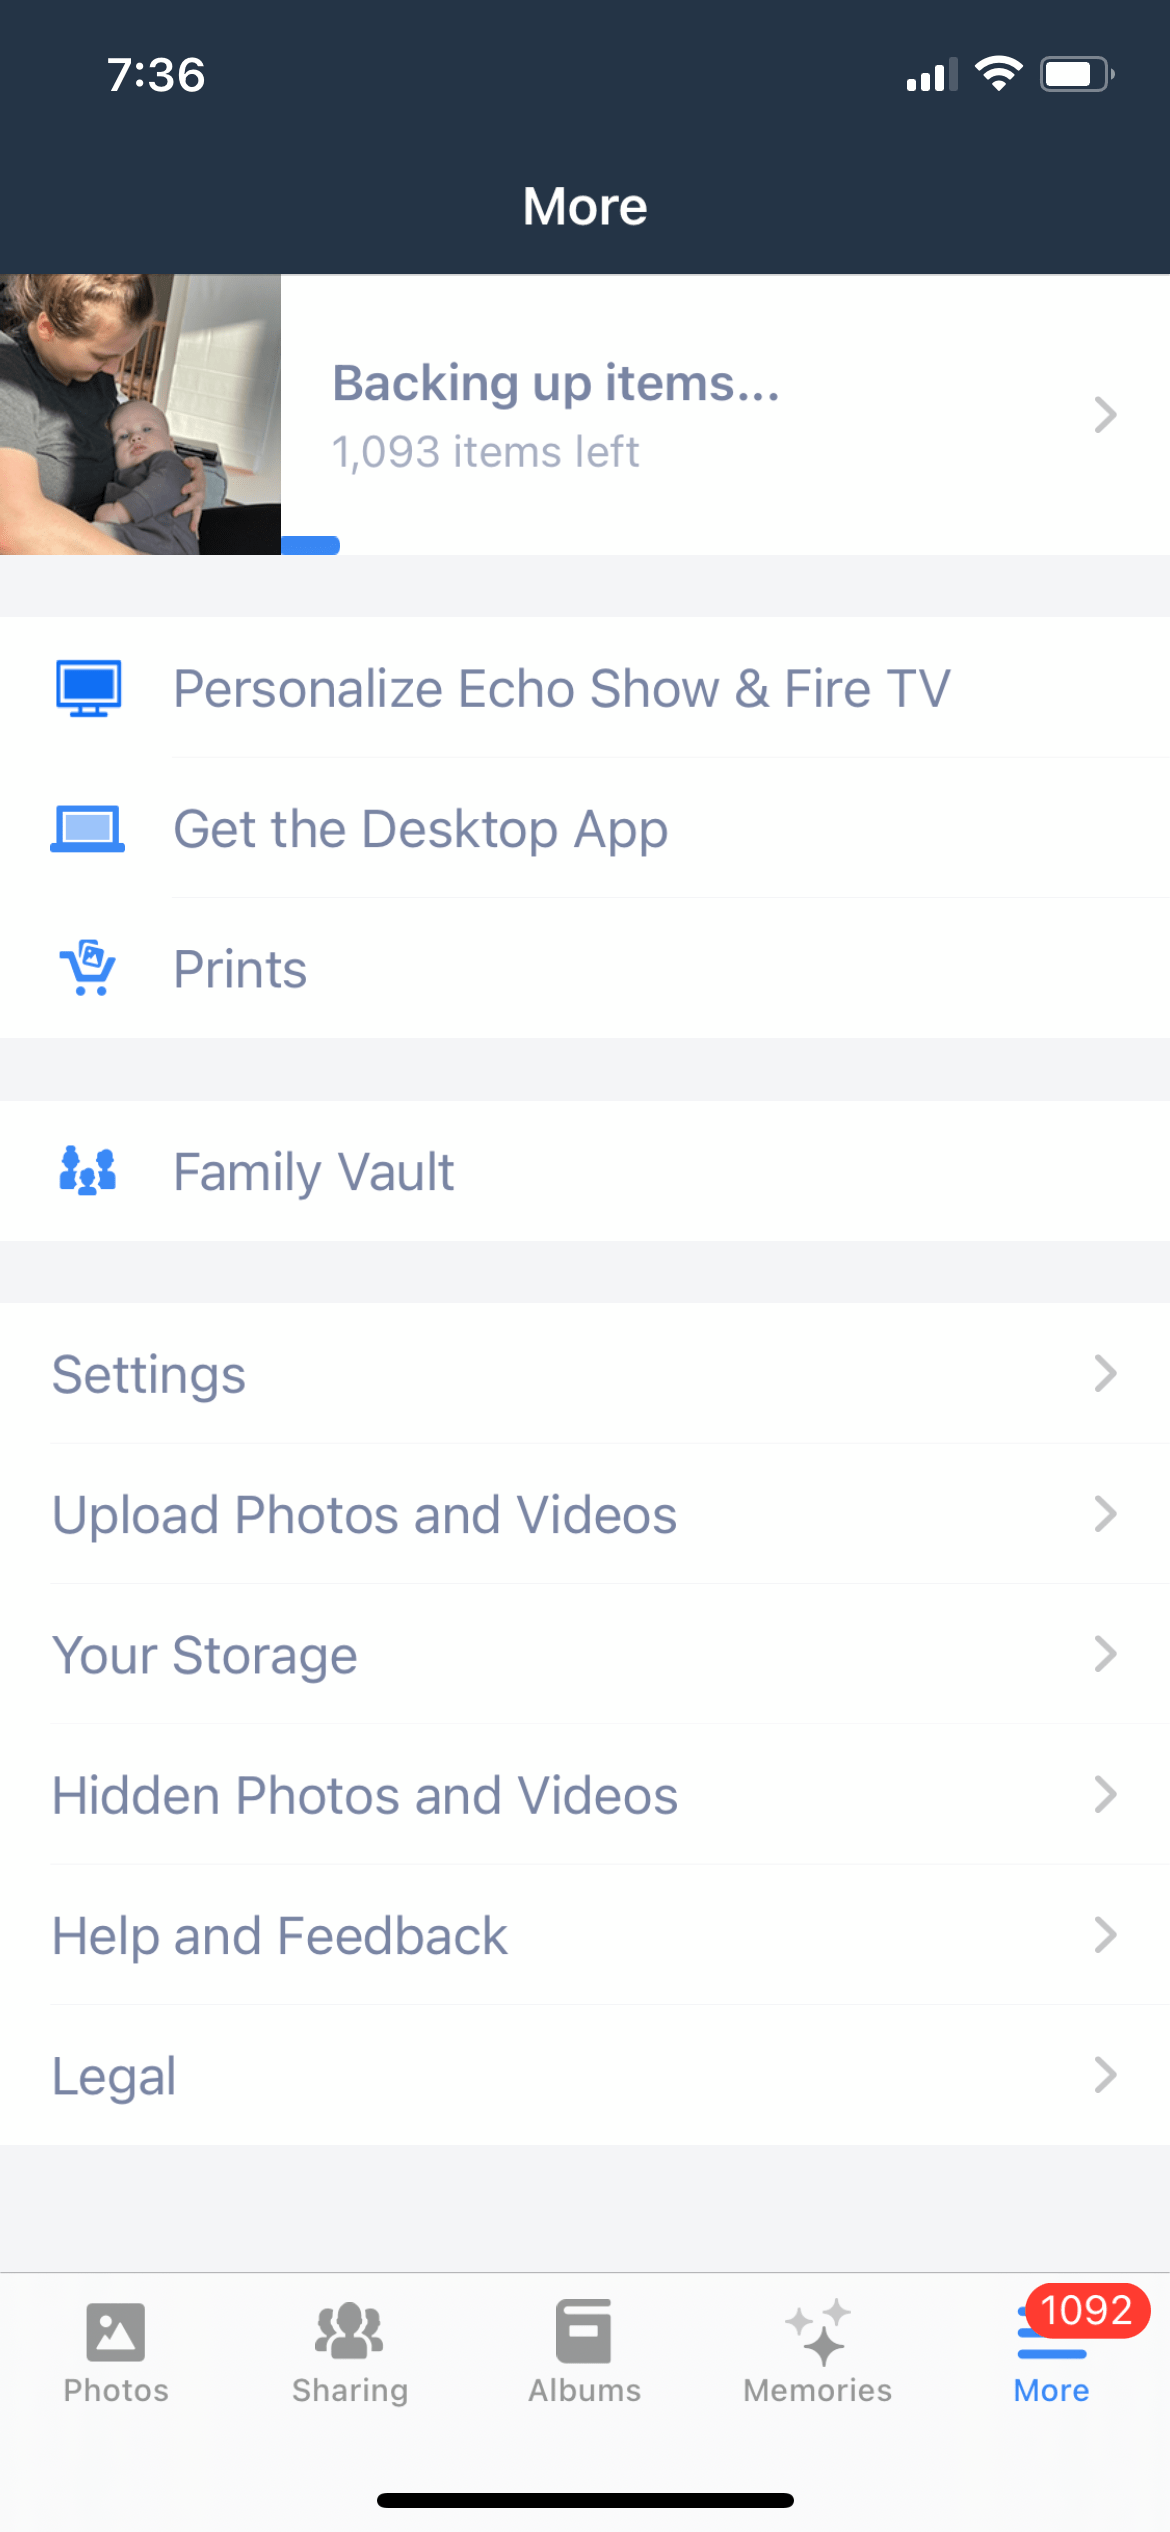 7:36
More
Backing up items...
1,093 items left
Personalize Echo Show & Fire TV
Get the Desktop App
Prints
Family Vault
Settings
Upload Photos and Videos
Your Storage
Hidden Photos and Videos
Help and Feedback
Legal
1092
Photos
Sharing
Albums
Memories
More